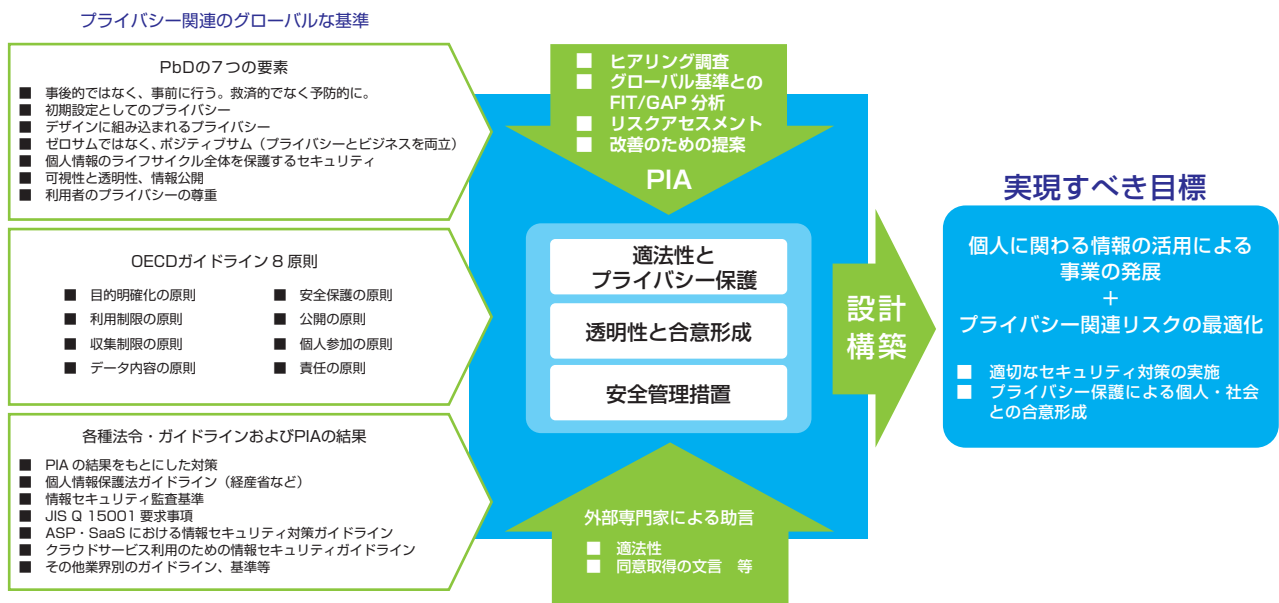 プライバシー関連のグローバルな基準
PbDの7つの要素
■ 事後的ではなく、事前に行う。救済的でなく予防的に。
■ 初期設定としてのプライバシー
■ デザインに組み込まれるプライバシー
■ ゼロサムではなく、ポジティブサム（プライバシーとビジネスを両立）
■ 個人情報のライフサイクル全体を保護するセキュリティ
■ 可視性と透明性、情報公開
■ 利用者のプライバシーの尊重
OECDガイドライン 8 原則
■ 目的明確化の原則
■ 利用制限の原則
■ 収集制限の原則
■ データ内容の原則
■ 安全保護の原則
■ 公開の原則
■ 個人参加の原則
■ 責任の原則
各種法令・ガイドラインおよびPIAの結果
■ PIA の結果をもとにした対策
■ 個人情報保護法ガイドライン（経産省など）
■ 情報セキュリティ監査基準
■ JIS Q 15001 要求事項
■ ASP・SaaS における情報セキュリティ対策ガイドライン
■ クラウドサービス利用のための情報セキュリティガイドライン
■ その他業界別のガイドライン、基準等
■ ヒアリング調査
■ グローバル基準との
FIT/GAP 分析
■ リスクアセスメント
■ 改善のための提案
PIA
適法性と
プライバシー保護
透明性と合意形成
安全管理措置
外部専門家による助言
■ 適法性
■ 同意取得の文言　等
設計
構築
実現すべき目標
個人に関わる情報の活用による
事業の発展
+
プライバシー関連リスクの最適化
■ 適切なセキュリティ対策の実施
■ プライバシー保護による個人・社会
との合意形成